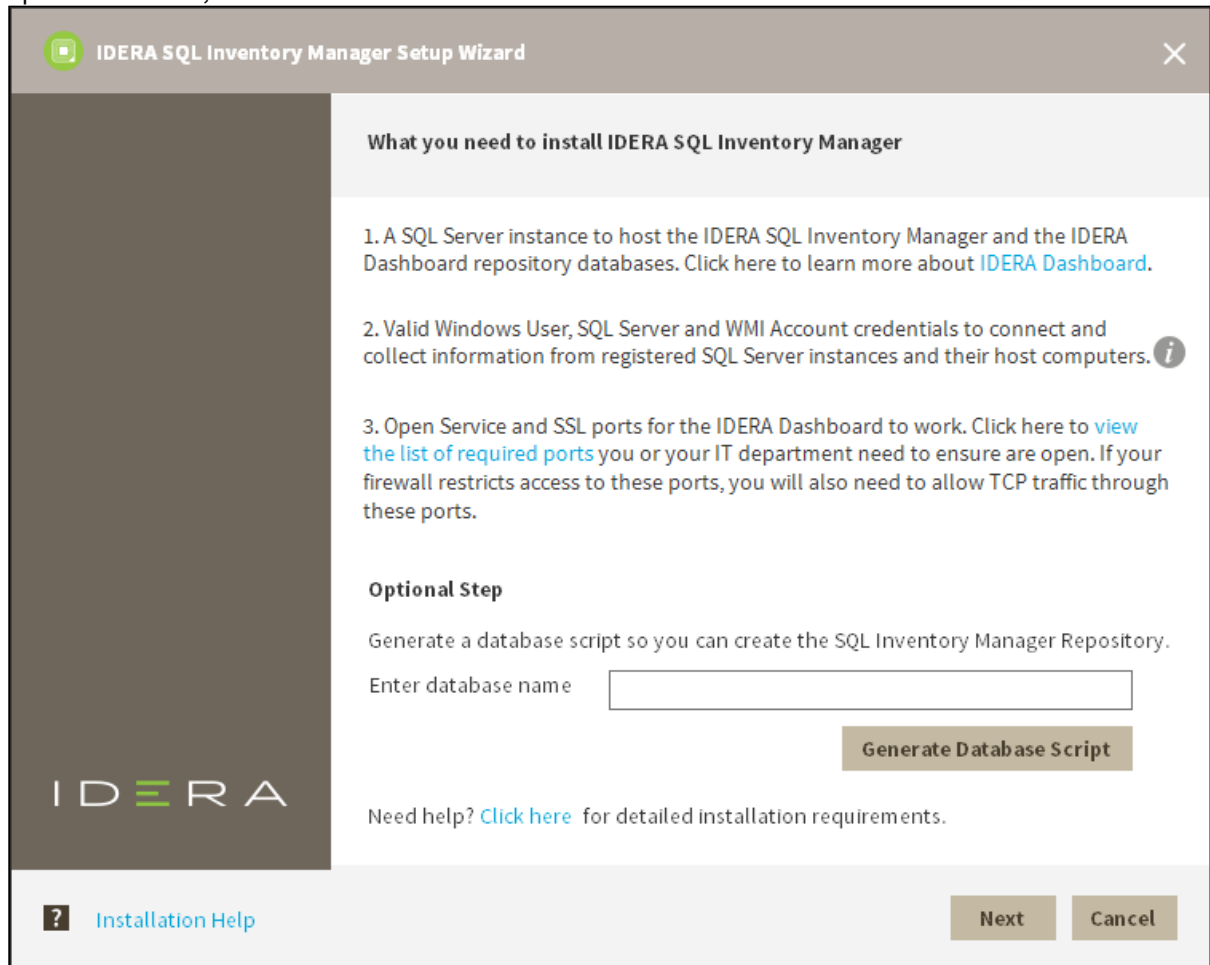 IDERA SQL Inventory Manager Setup Wizard
What you need to install IDERA SQL Inventory Manager
1. A SQL Server instance to host the IDERA SQL Inventory Manager and the IDERA
Dashboard repository databases. Click here to learn more about IDERA Dashboard.
2. Valid Windows User, SQL Server and WMI Account credentials to connect and
collect information from registered SQL Server instances and their host computers. i
3. Open Service and SSL ports for the IDERA Dashboard to work. Click here to view
the list of required ports you or your IT department need to ensure are open. If your
firewall restricts access to these ports, you will also need to allow TCP traffic through
these ports.
Optional Step
Generate a database script so you can create the SQL Inventory Manager Repository.
Enter database name
Generate Database Script
IDERA
Need help? Click here for detailed installation requirements.
? Installation Help
Next Cancel